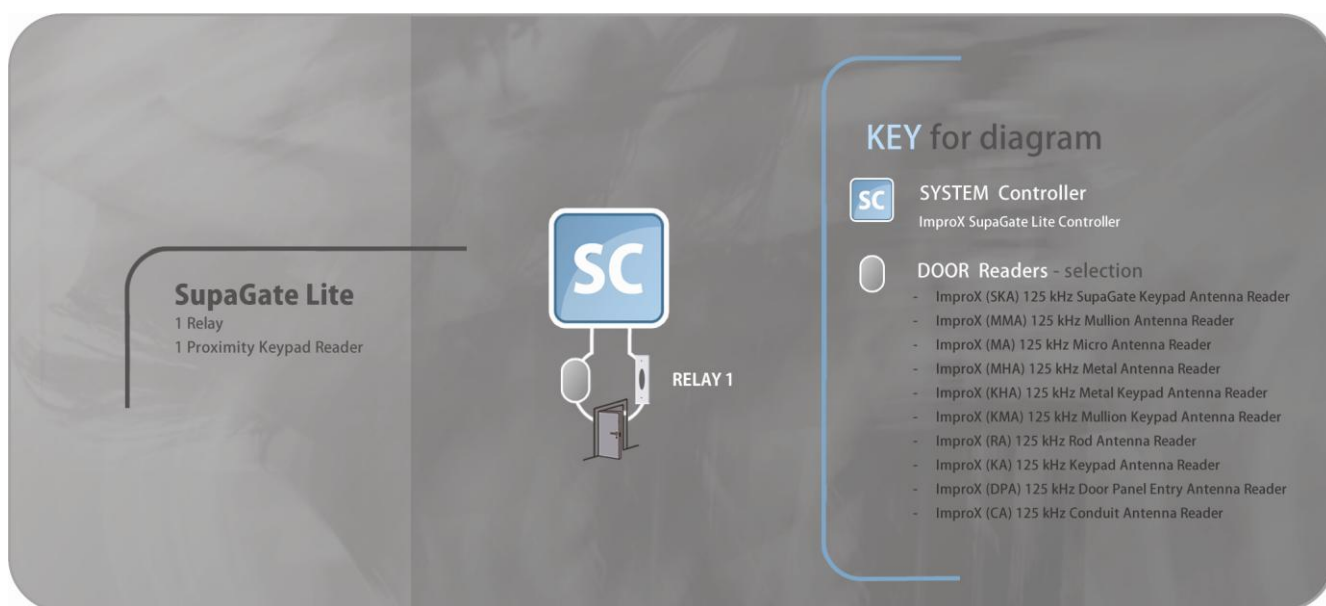 SupaGate Lite
1 Relay
1 Proximity Keypad Reader
SC
RELAY 1
KEY for diagram
SC
SYSTEM Controller
ImproX SupaGate Lite Controller
DOOR Readers - selection
- ImproX (SKA) 125 kHz SupaGate Keypad Antenna Reader
- ImproX (MMA) 125 kHz Mullion Antenna Reader
- ImproX (MA) 125 kHz Micro Antenna Reader
- ImproX (MHA) 125 kHz Metal Antenna Reader
- ImproX (KHA) 125 kHz Metal Keypad Antenna Reader
- ImproX (KMA) 125 kHz Mullion Keypad Antenna Reader
- ImproX (RA) 125 kHz Rod Antenna Reader
- ImproX (KA) 125 kHz Keypad Antenna Reader
- ImproX (DPA) 125 kHz Door Panel Entry Antenna Reader
- ImproX (CA) 125 kHz Conduit Antenna Reader